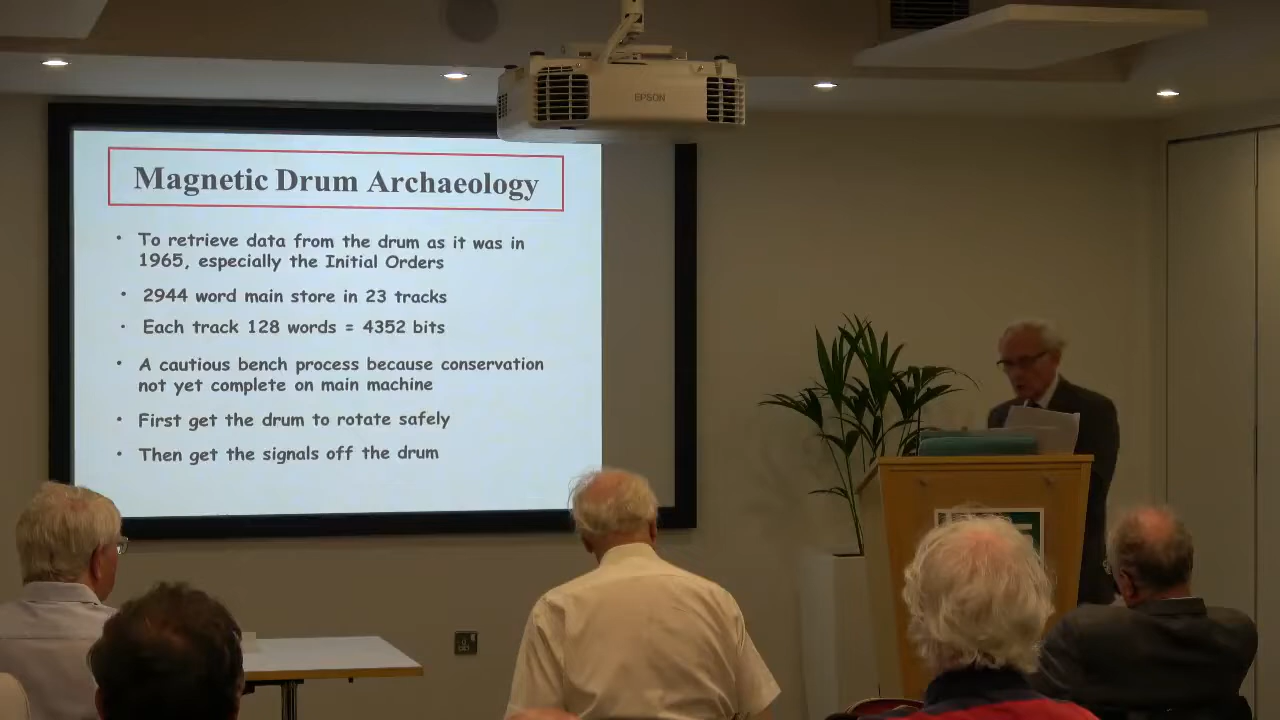 EPSON
Magnetic Drum Archaeology
• To retrieve data from the drum as it was in
1965, especially the Initial Orders
• 2944 word main store in 23 tracks
• Each track 128 words = 4352 bits
• A cautious bench process because conservation
not yet complete on main machine
• First get the drum to rotate safely
• Then get the signals off the drum